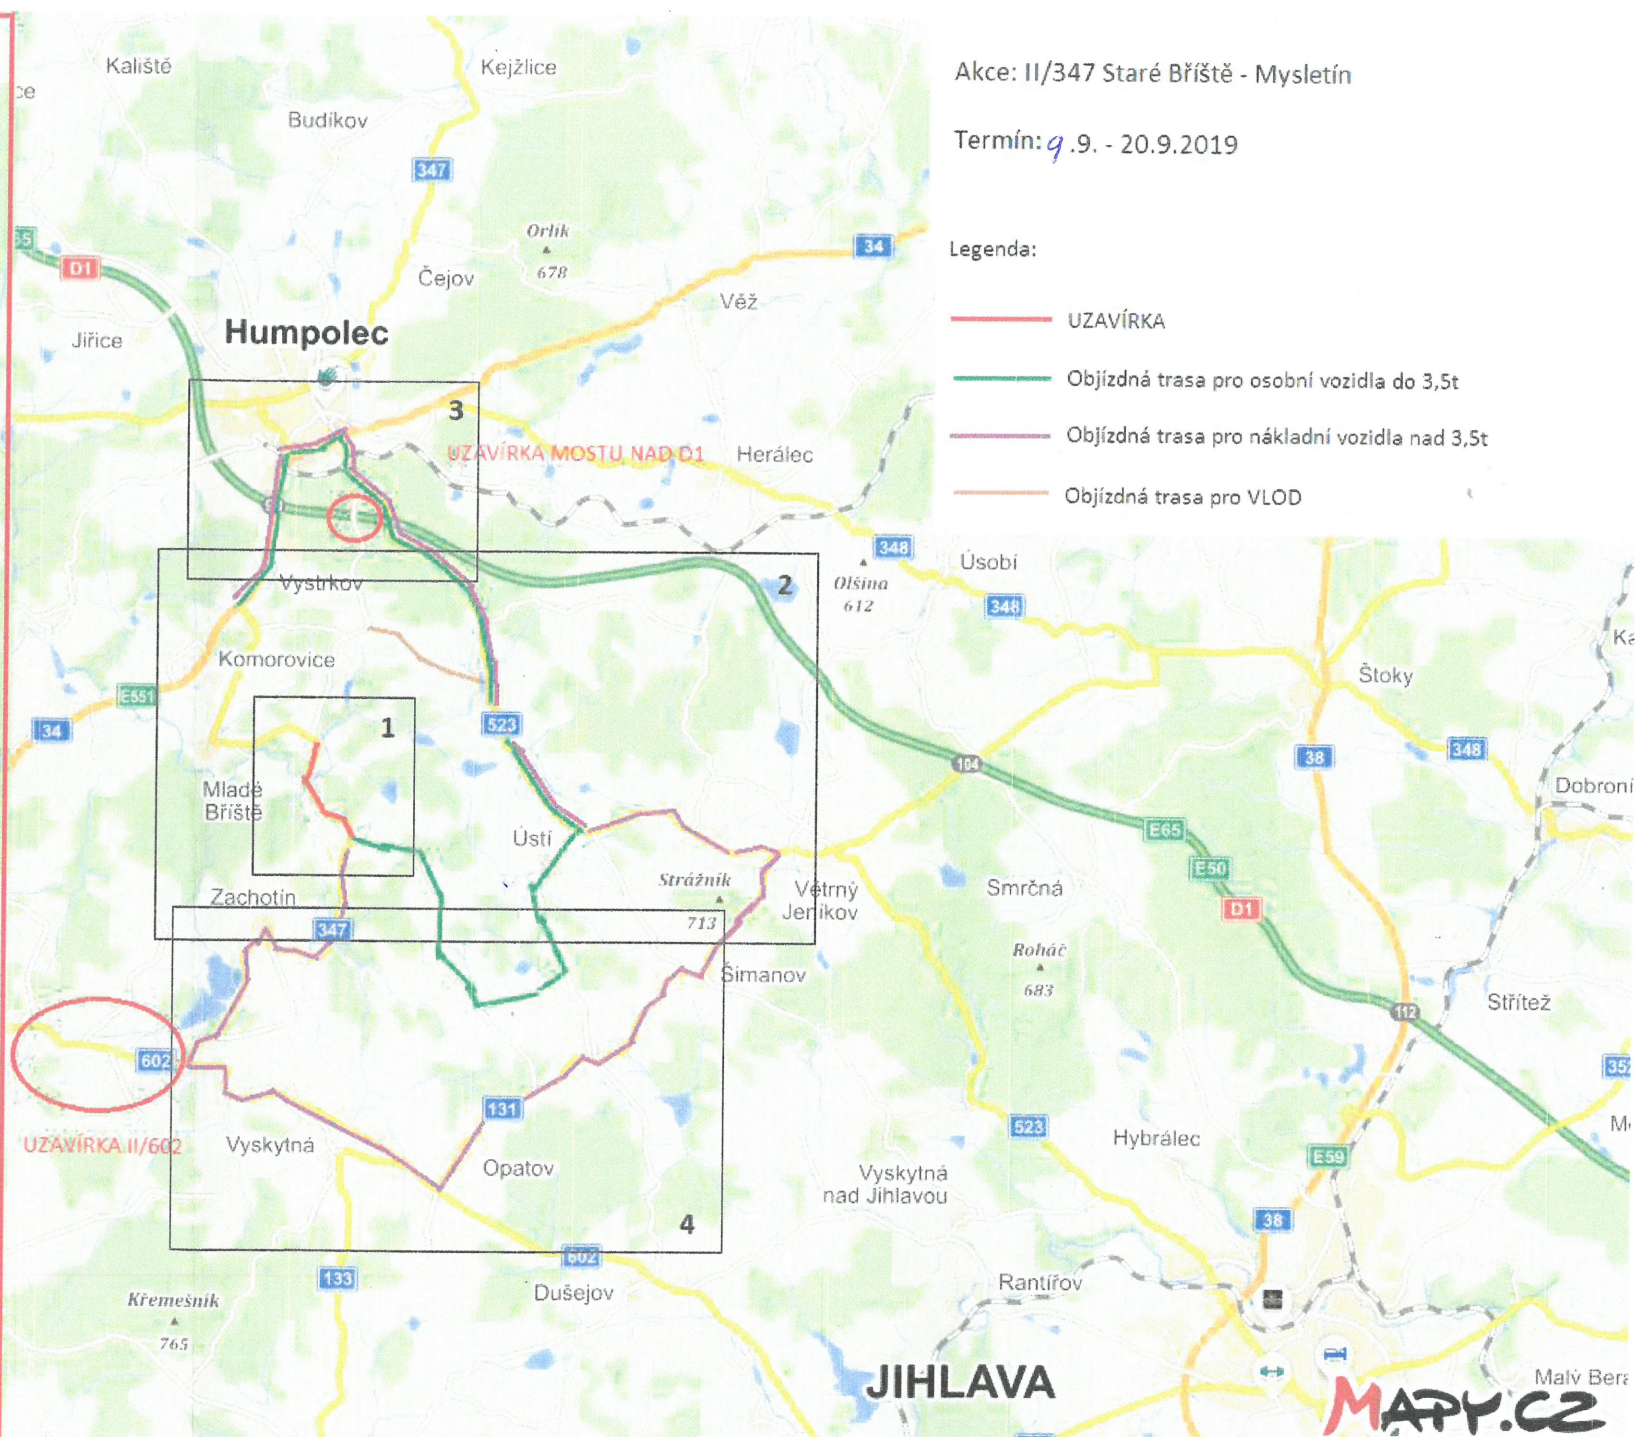 Akce: II/347 Staré Bříště - Mysletín
Termín: 9.9. - 20.9.2019
Legenda:
UZAVÍRKA
Objízdná trasa pro osobní vozidla do 3,5t
Objízdná trasa pro nákladní vozidla nad 3,5t
Objízdná trasa pro VLOD
Kaliště
Kejžlice
Budíkov
347
Orlík
678
34
D1
Čejov
Věž
Jiřice
Humpolec
3
UZAVÍRKA MOSTU NAD D1
Herálec
348
Úsobí
Olšina
612
348
Vystrkov
2
Komorovice
E551
34
Štoky
1
523
38
348
104
Mladé
Bříště
Dobroní
Ústí
E65
E50
D1
Strážník
713
Větrný
Jeníkov
Smrčná
Zachotín
347
Šimanov
Roháč
683
112
Střítež
602
UZAVÍRKA II/602
131
523
Hybrálec
E59
Vyskytná
Opatov
Vyskytná
nad Jihlavou
4
38
602
133
Dušejov
Rantířov
Křemešník
765
JIHLAVA
Malý Bera
MAPY.CZ